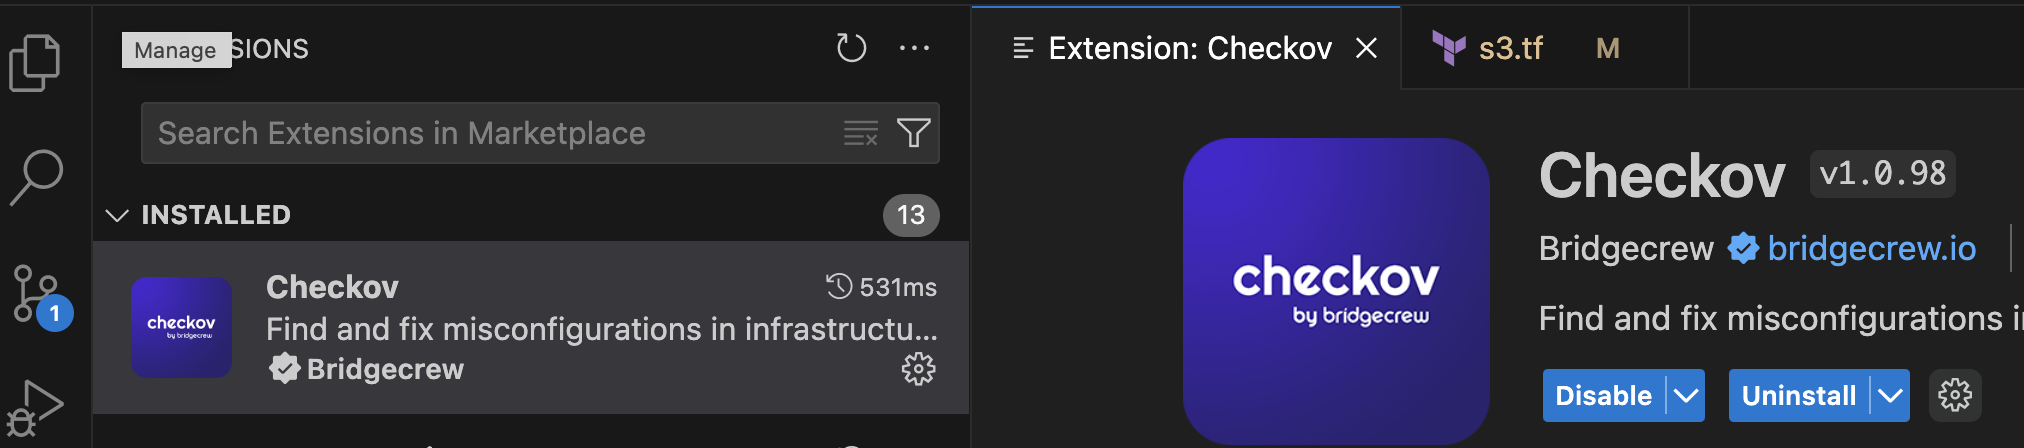 Manage
SIONS
Extension: Checkov
s3.tf
M
Search Extensions in Marketplace
INSTALLED
13
Checkov
531ms
Find and fix misconfigurations in infrastructu...
Bridgecrew
checkov
by bridgecrew
1
checkov
by bridgecrew
Checkov
v1.0.98
Bridgecrew
bridgecrew.io
Find and fix misconfigurations i
Disable
Uninstall